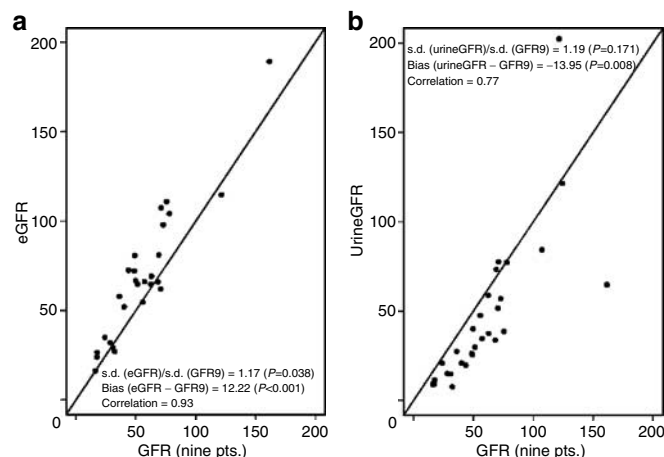 a
200
150
100
50
0
eGFR
s.d. (eGFR)/s.d. (GFR9) = 1.17 (P=0.038)
Bias (eGFR – GFR9) = 12.22 (P<0.001)
Correlation = 0.93
50 100 150 200
GFR (nine pts.)
b
s.d. (urineGFR)/s.d. (GFR9) = 1.19 (P=0.171)
Bias (urineGFR - GFR9) = –13.95 (P=0.008)
Correlation = 0.77
200
150
100
50
0
UrineGFR
0 50 100 150 200
GFR (nine pts.)